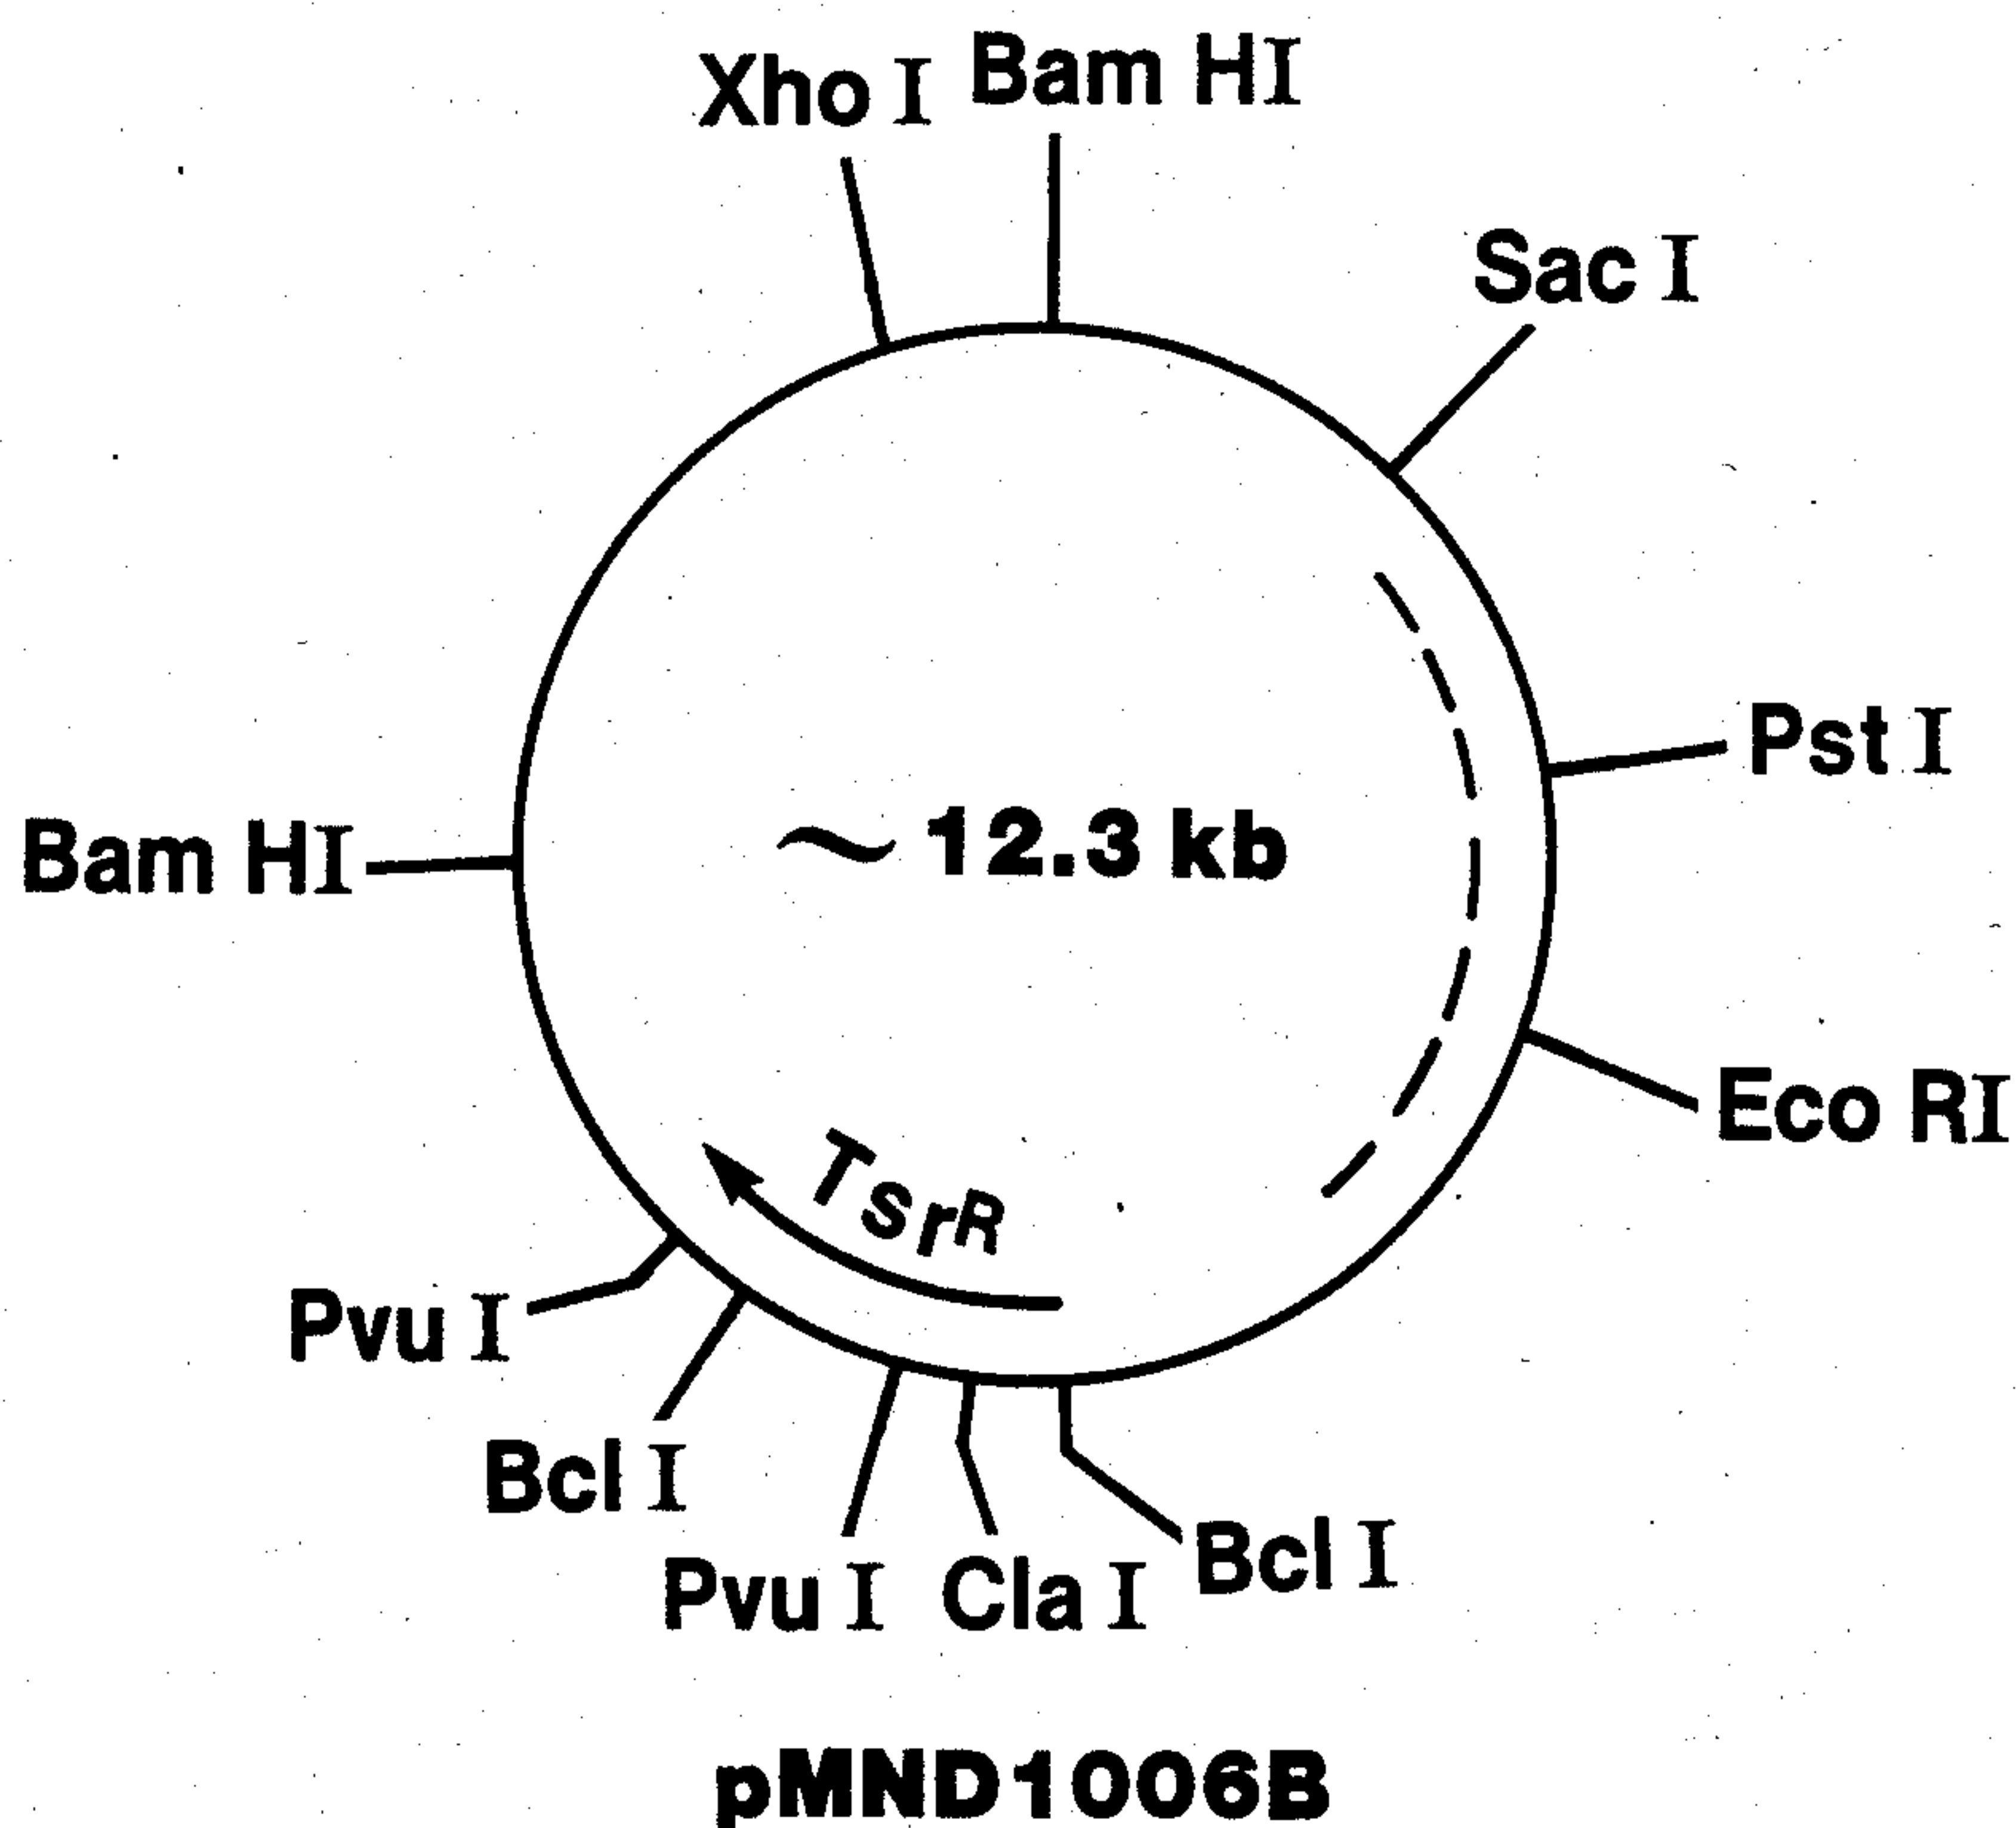 Xho I
Bam HI
Sac I
Pst I
~ 12.3 kb
Bam HI
Eco RI
TsrR
Pvu I
Bcl I
Bcl I
Pvu I
Cla I
pMND1006B